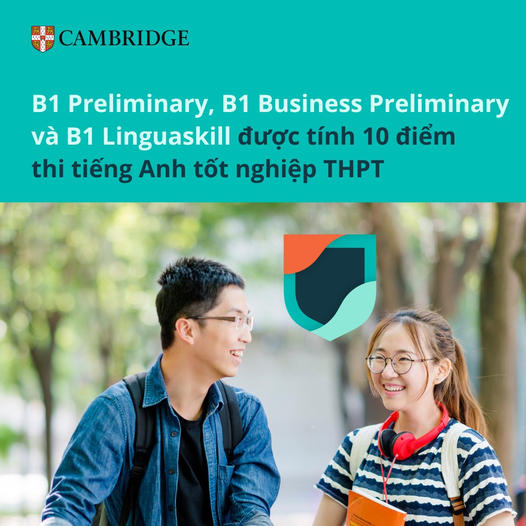 CAMBRIDGE
B1 Preliminary, B1 Business Preliminary
và B1 Linguaskill được tính 10 điểm
thi tiếng Anh tốt nghiệp THPT